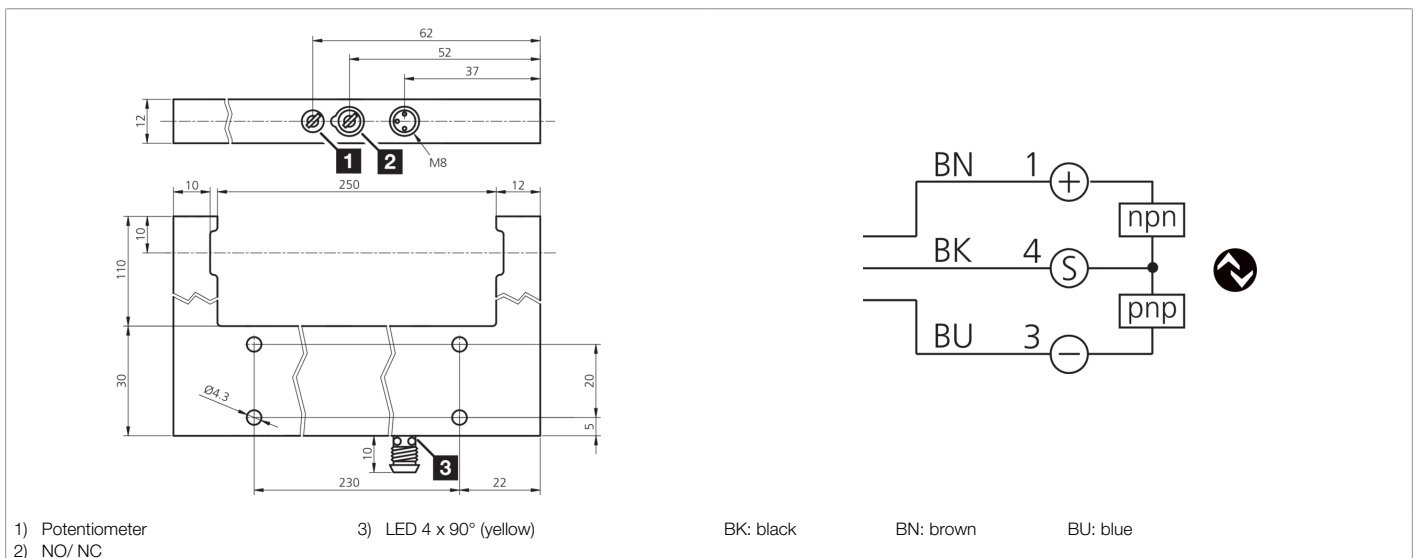 62
52
37
12
1 2
M8
10 250 12
10
110
30
Ø4.3
20
5
10
3
230 22
BN 1 +
npn
BK 4 S
pnp
BU 3 −
1) Potentiometer 3) LED 4 x 90° (yellow) BK: black BN: brown BU: blue
2) NO/ NC